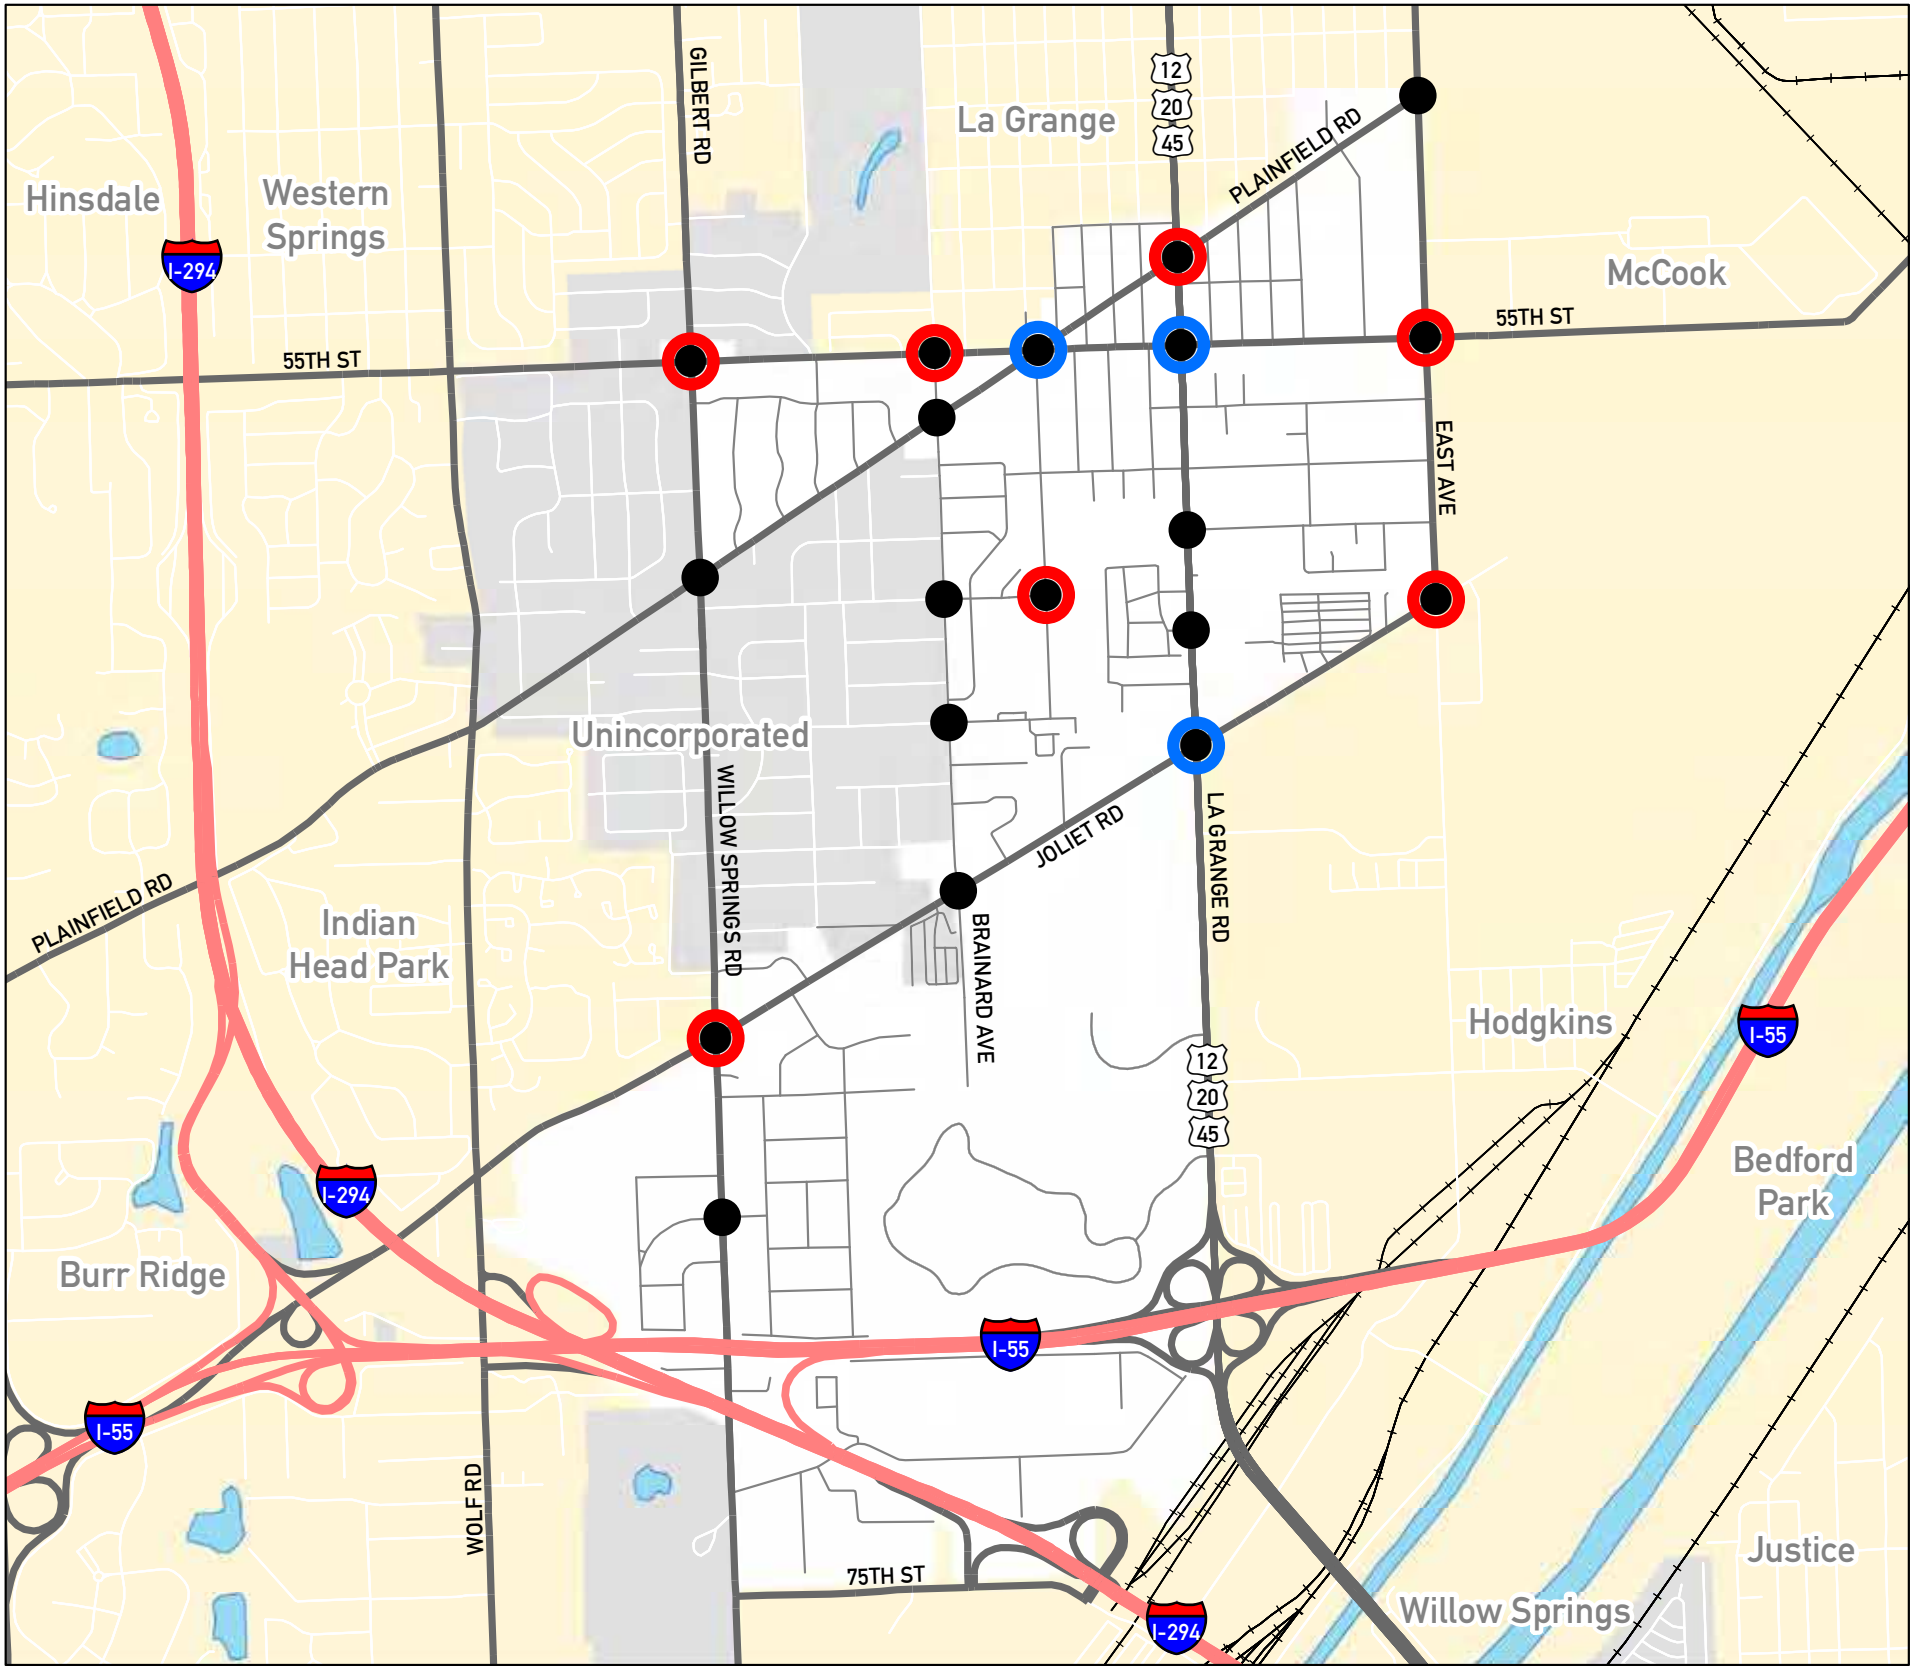 GILBERT RD
12
20
45
La Grange
PLAINFIELD RD
Hinsdale
Western
Springs
I-294
McCook
55TH ST
55TH ST
EAST AVE
Unincorporated
WILLOW SPRINGS RD
LA GRANGE RD
JOLIET RD
PLAINFIELD RD
Indian
Head Park
BRAINARD AVE
Hodgkins
I-55
12
20
45
Bedford
Park
I-294
Burr Ridge
I-55
I-55
WOLF RD
75TH ST
Justice
Willow Springs
I-294